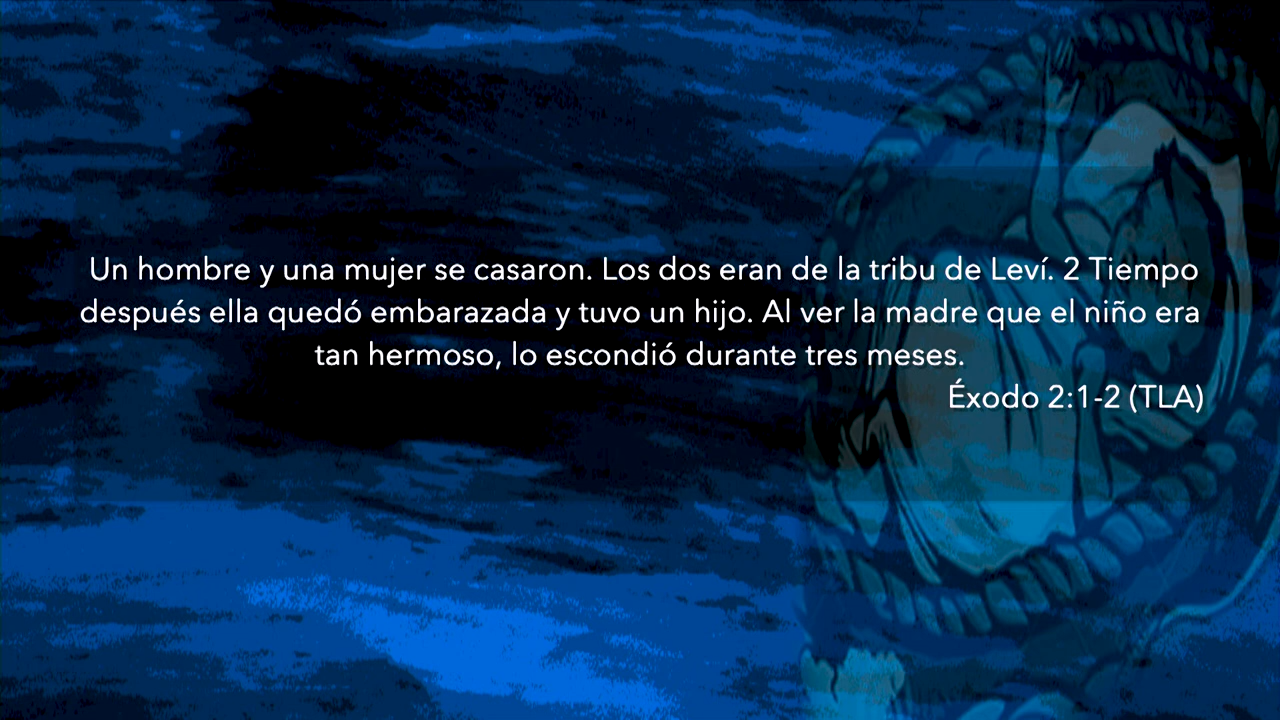 Un hombre y una mujer se casaron. Los dos eran de la tribu de Leví. 2 Tiempo
después ella quedó embarazada y tuvo un hijo. Al ver la madre que el niño era
tan hermoso, lo escondió durante tres meses.
Éxodo 2:1-2 (TLA)